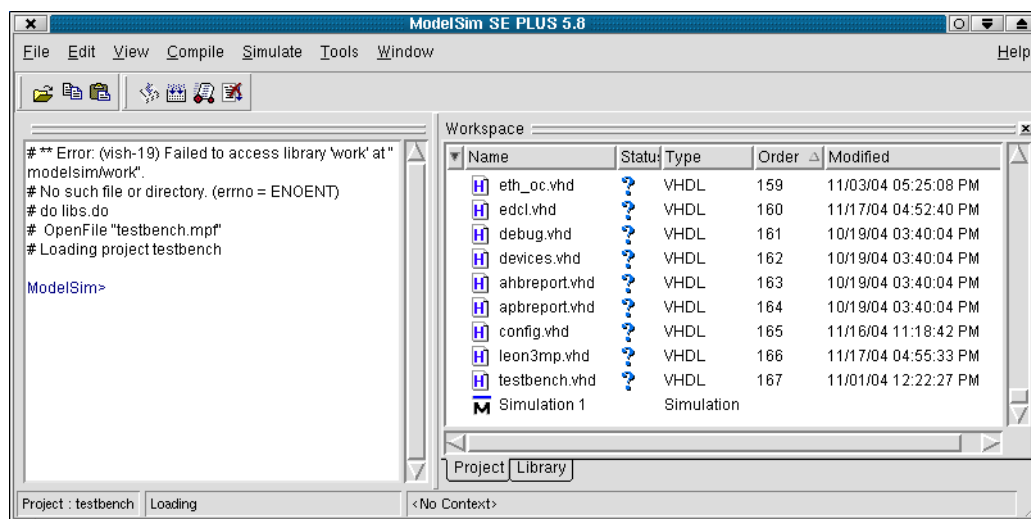 ModelSim SE PLUS 5.8
File Edit View Compile Simulate Tools Window Help
# ** Error: (vish-19) Failed to access library 'work' at "
modelsim/work".
# No such file or directory. (errno = ENOENT)
# do libs.do
# OpenFile "testbench.mpf"
# Loading project testbench
ModelSim>
Workspace
Name Status Type Order Modified
eth_oc.vhd ? VHDL 159 11/03/04 05:25:08 PM
edcl.vhd ? VHDL 160 11/17/04 04:52:40 PM
debug.vhd ? VHDL 161 10/19/04 03:40:04 PM
devices.vhd ? VHDL 162 10/19/04 03:40:04 PM
ahbreport.vhd ? VHDL 163 10/19/04 03:40:04 PM
apbreport.vhd ? VHDL 164 10/19/04 03:40:04 PM
config.vhd ? VHDL 165 11/16/04 11:18:42 PM
leon3mp.vhd ? VHDL 166 11/17/04 04:55:33 PM
testbench.vhd ? VHDL 167 11/01/04 12:22:27 PM
M Simulation 1 Simulation
Project Library
Project : testbench Loading <No Context>